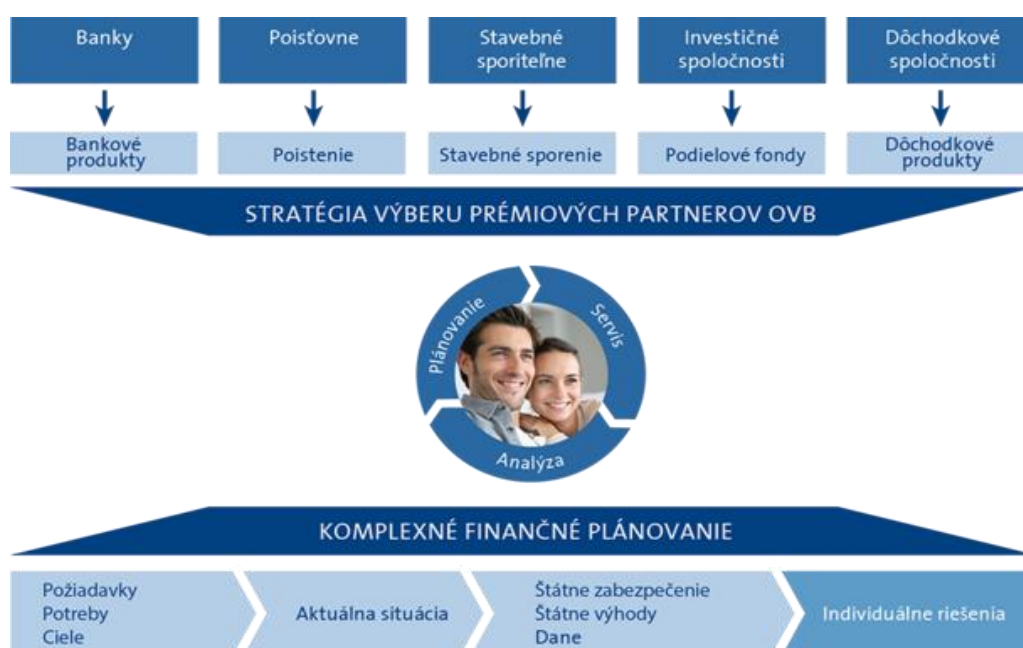 Banky
Poisťovne
Stavebné
sporiteľne
Investičné
spoločnosti
Dôchodkové
spoločnosti
Bankové
produkty
Poistenie
Stavebné sporenie
Podielové fondy
Dôchodkové
produkty
STRATÉGIA VÝBERU PRÉMIOVÝCH PARTNEROV OVB
Plánovanie
Servis
Analýza
KOMPLEXNÉ FINANČNÉ PLÁNOVANIE
Požiadavky
Potreby
Ciele
Aktuálna situácia
Štátne zabezpečenie
Štátne výhody
Dane
Individuálne riešenia